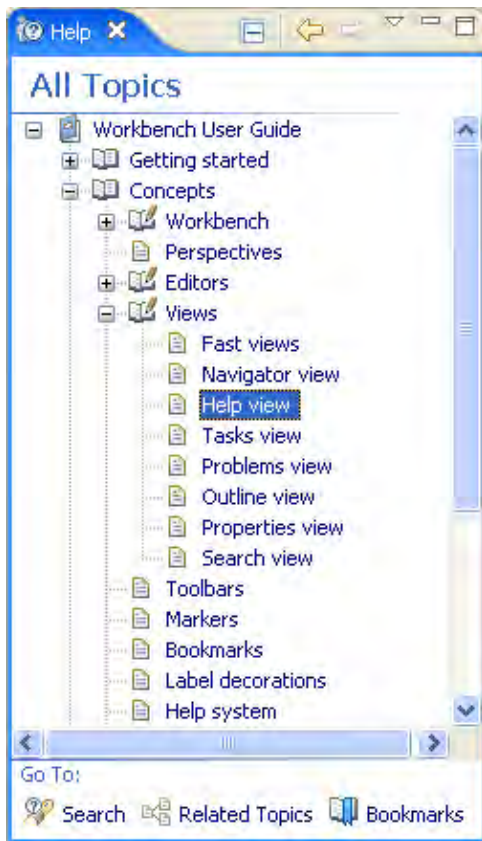 Help
All Topics
Workbench User Guide
Getting started
Concepts
Workbench
Perspectives
Editors
Views
Fast views
Navigator view
Help view
Tasks view
Problems view
Outline view
Properties view
Search view
Toolbars
Markers
Bookmarks
Label decorations
Help system
Go To:
Search Related Topics Bookmarks